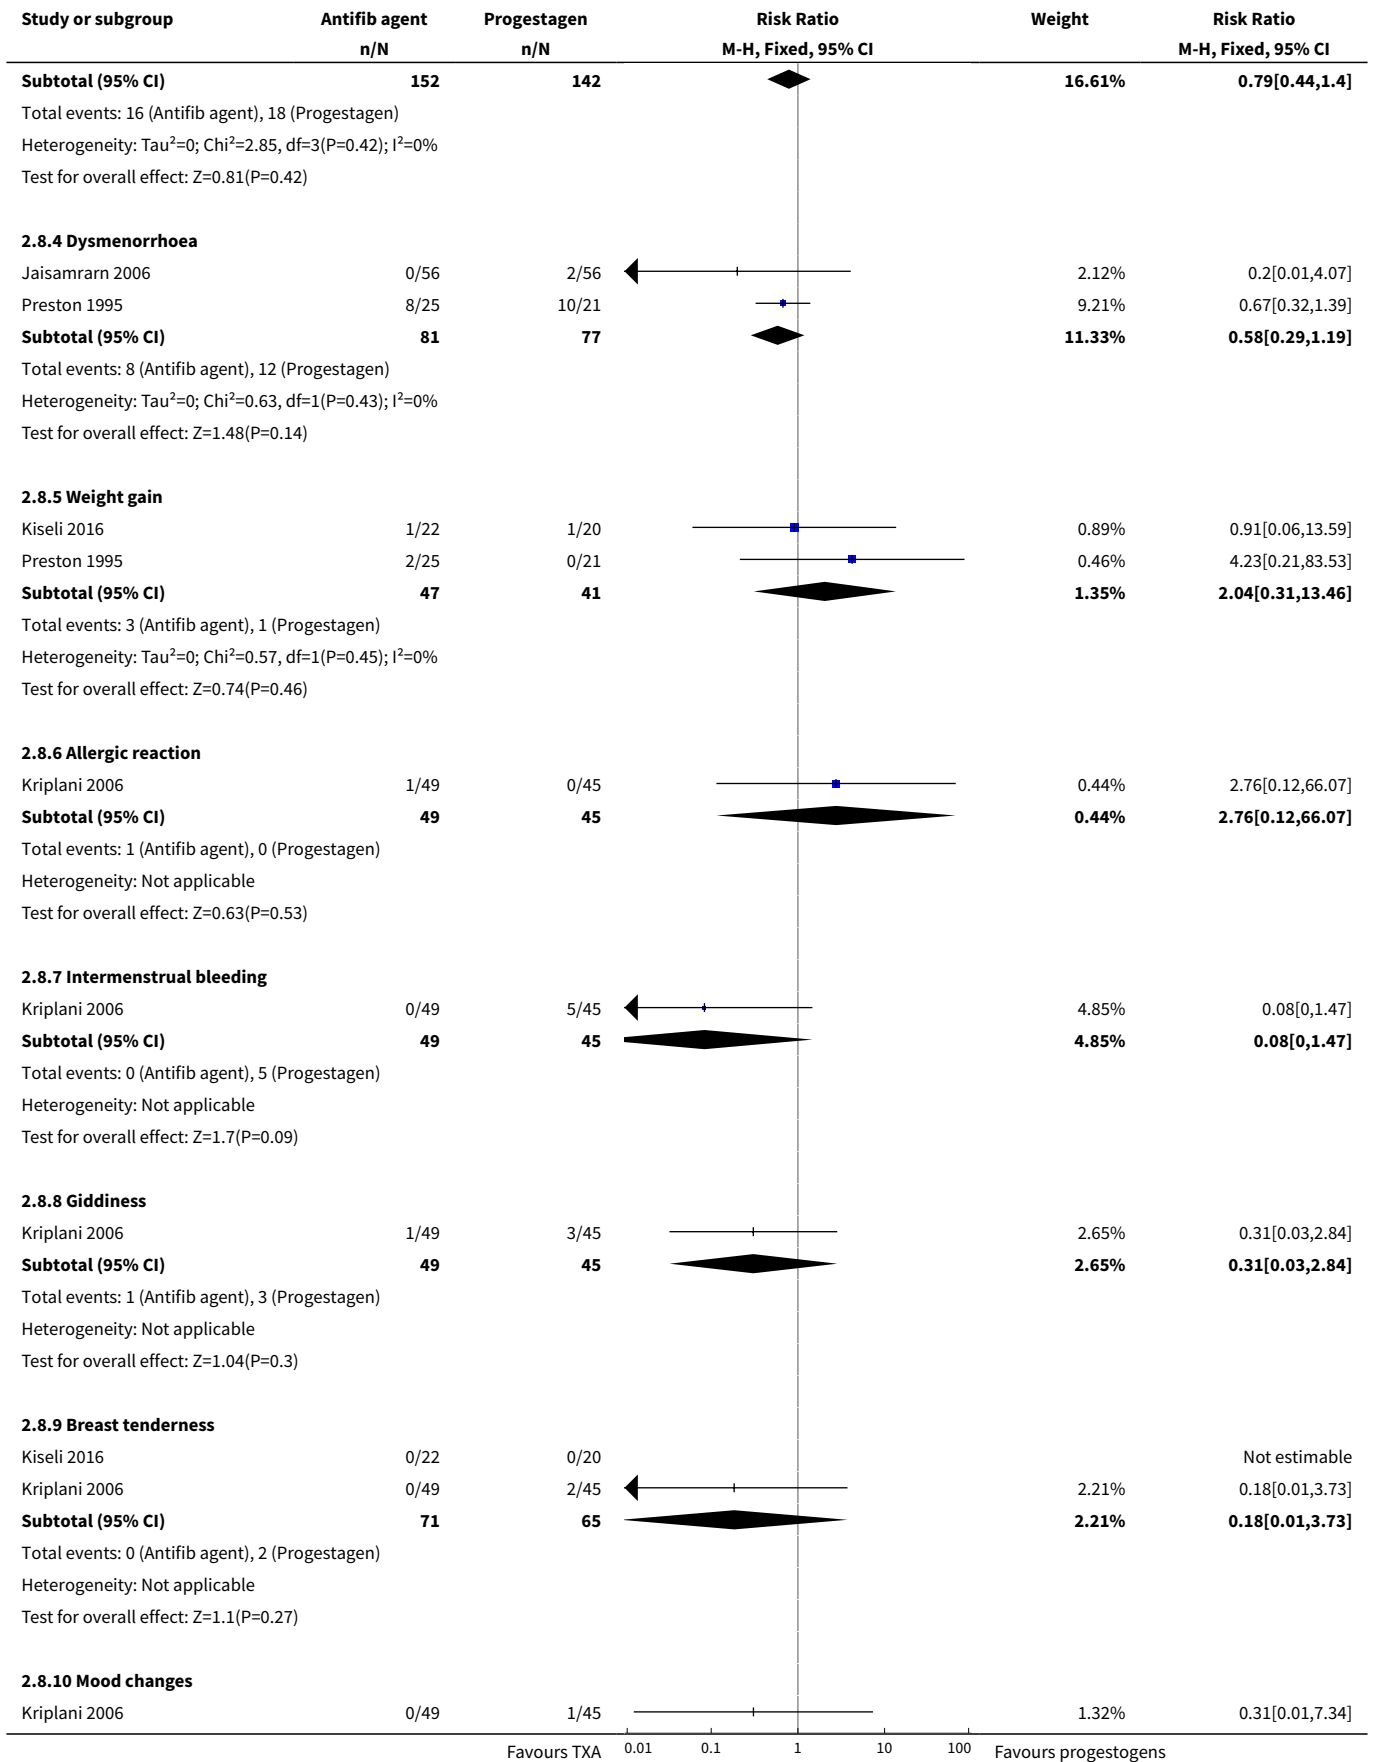 Study or subgroup Antifib agent Progestagen Risk Ratio Weight Risk Ratio
n/N n/N M-H, Fixed, 95% CI M-H, Fixed, 95% CI
Subtotal (95% CI) 152 142 16.61% 0.79[0.44,1.4]
Total events: 16 (Antifib agent), 18 (Progestagen)
Heterogeneity: Tau²=0; Chi²=2.85, df=3(P=0.42); I²=0%
Test for overall effect: Z=0.81(P=0.42)
2.8.4 Dysmenorrhoea
Jaisamrarn 2006 0/56 2/56 2.12% 0.2[0.01,4.07]
Preston 1995 8/25 10/21 9.21% 0.67[0.32,1.39]
Subtotal (95% CI) 81 77 11.33% 0.58[0.29,1.19]
Total events: 8 (Antifib agent), 12 (Progestagen)
Heterogeneity: Tau²=0; Chi²=0.63, df=1(P=0.43); I²=0%
Test for overall effect: Z=1.48(P=0.14)
2.8.5 Weight gain
Kiseli 2016 1/22 1/20 0.89% 0.91[0.06,13.59]
Preston 1995 2/25 0/21 0.46% 4.23[0.21,83.53]
Subtotal (95% CI) 47 41 1.35% 2.04[0.31,13.46]
Total events: 3 (Antifib agent), 1 (Progestagen)
Heterogeneity: Tau²=0; Chi²=0.57, df=1(P=0.45); I²=0%
Test for overall effect: Z=0.74(P=0.46)
2.8.6 Allergic reaction
Kriplani 2006 1/49 0/45 0.44% 2.76[0.12,66.07]
Subtotal (95% CI) 49 45 0.44% 2.76[0.12,66.07]
Total events: 1 (Antifib agent), 0 (Progestagen)
Heterogeneity: Not applicable
Test for overall effect: Z=0.63(P=0.53)
2.8.7 Intermenstrual bleeding
Kriplani 2006 0/49 5/45 4.85% 0.08[0,1.47]
Subtotal (95% CI) 49 45 4.85% 0.08[0,1.47]
Total events: 0 (Antifib agent), 5 (Progestagen)
Heterogeneity: Not applicable
Test for overall effect: Z=1.7(P=0.09)
2.8.8 Giddiness
Kriplani 2006 1/49 3/45 2.65% 0.31[0.03,2.84]
Subtotal (95% CI) 49 45 2.65% 0.31[0.03,2.84]
Total events: 1 (Antifib agent), 3 (Progestagen)
Heterogeneity: Not applicable
Test for overall effect: Z=1.04(P=0.3)
2.8.9 Breast tenderness
Kiseli 2016 0/22 0/20 Not estimable
Kriplani 2006 0/49 2/45 2.21% 0.18[0.01,3.73]
Subtotal (95% CI) 71 65 2.21% 0.18[0.01,3.73]
Total events: 0 (Antifib agent), 2 (Progestagen)
Heterogeneity: Not applicable
Test for overall effect: Z=1.1(P=0.27)
2.8.10 Mood changes
Kriplani 2006 0/49 1/45 1.32% 0.31[0.01,7.34]
Favours TXA 0.01 0.1 1 10 100 Favours progestogens